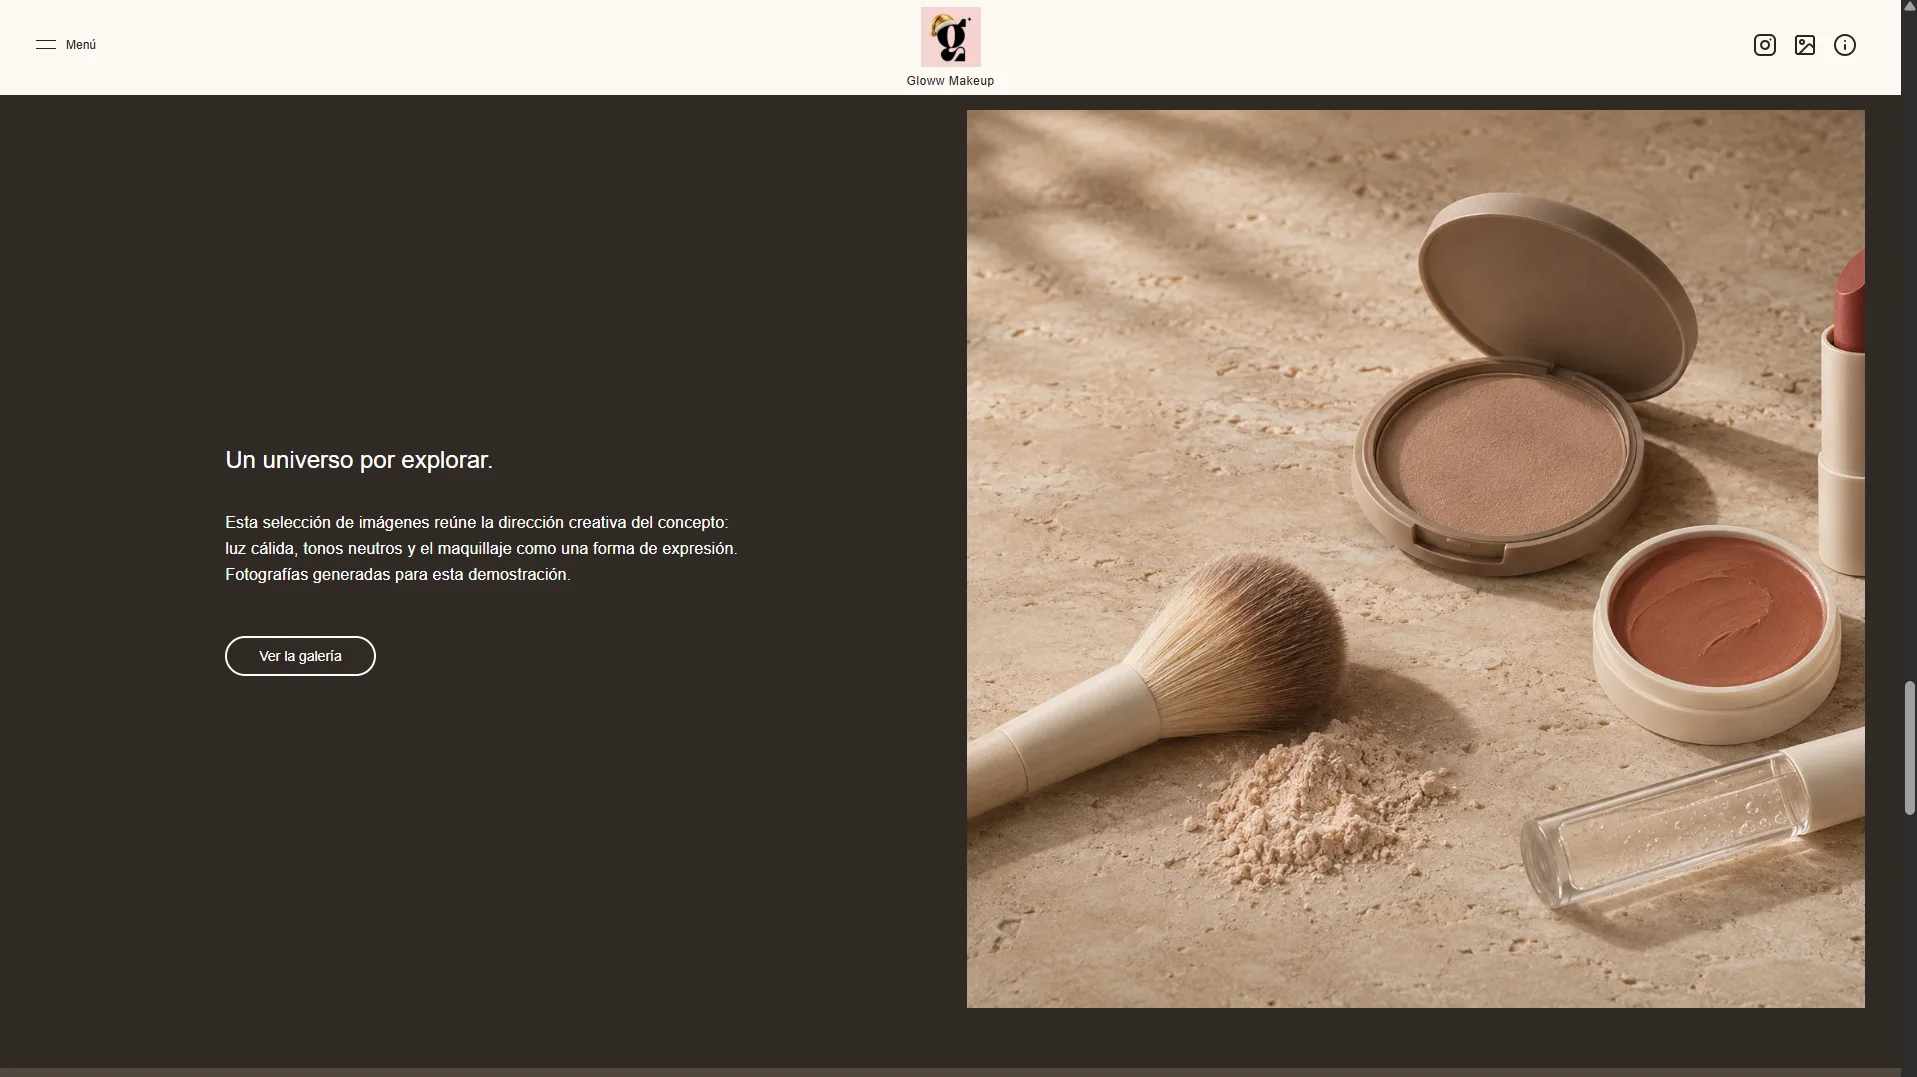 Menú
g
Gloww Makeup
Un universo por explorar.
Esta selección de imágenes reúne la dirección creativa del concepto:
luz cálida, tonos neutros y el maquillaje como una forma de expresión.
Fotografías generadas para esta demostración.
Ver la galería